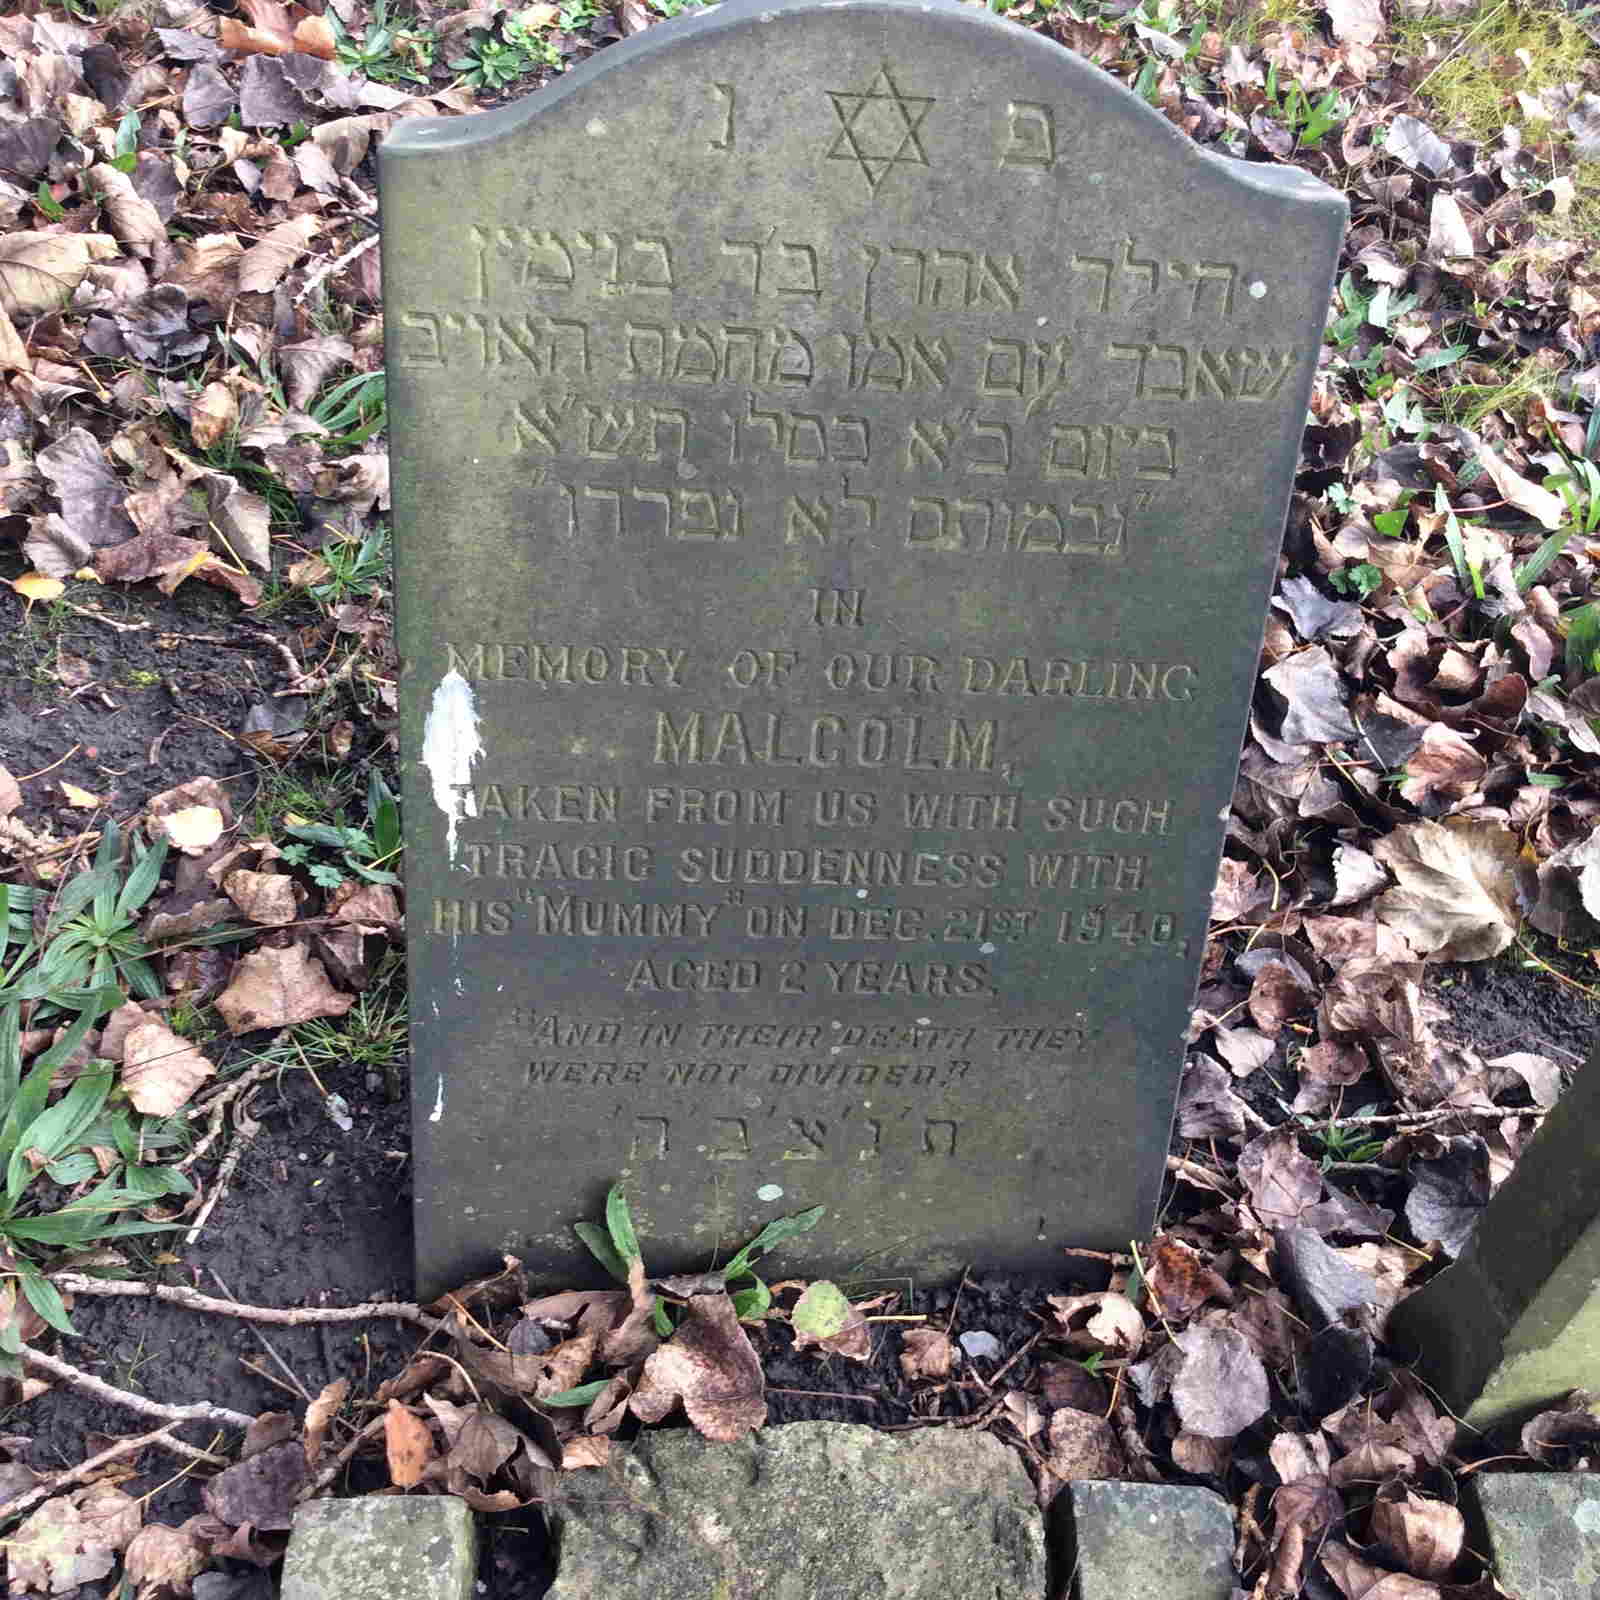 פ נ
הילד אהרן ב׳ר בנימין
שאבד עם אמו מחמת האויב
ביום כ׳א כסלו תש׳א
"ובמותם לא נפרדו"
IN
MEMORY OF OUR DARLING
MALCOLM,
TAKEN FROM US WITH SUCH
TRAGIC SUDDENNESS WITH
HIS "MUMMY" ON DEC. 21ST 1940,
AGED 2 YEARS.
"AND IN THEIR DEATH THEY
WERE NOT DIVIDED."
ת׳נ׳צ׳ב׳ה׳